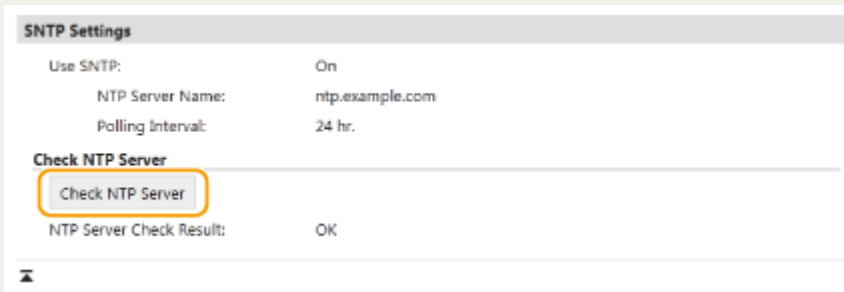 SNTP Settings
Use SNTP: On
NTP Server Name: ntp.example.com
Polling Interval: 24 hr.
Check NTP Server
Check NTP Server
NTP Server Check Result: OK